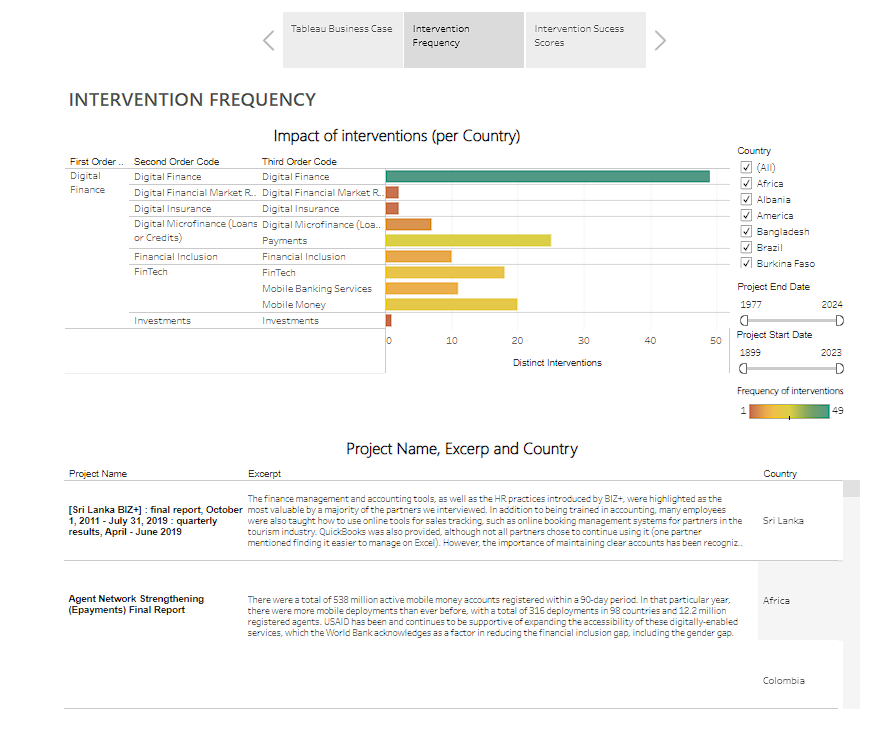 Tableau Business Case
Intervention
Frequency
Intervention Sucess
Scores
INTERVENTION FREQUENCY
Impact of interventions (per Country)
First Order .. Second Order Code Third Order Code
Digital
Finance
Digital Finance Digital Finance
Digital Financial Market R... Digital Financial Market R...
Digital Insurance Digital Insurance
Digital Microfinance (Loans
or Credits)
Digital Microfinance (Loa..
Payments
Financial Inclusion Financial Inclusion
FinTech FinTech
Mobile Banking Services
Mobile Money
Investments Investments
0 10 20 30 40 50
Distinct Interventions
Country
(All)
Africa
Albania
America
Bangladesh
Brazil
Burkina Faso
Project End Date
1977 2024
Project Start Date
1899 2023
Frequency of interventions
1 49
Project Name, Excerp and Country
Project Name Excerpt Country
[Sri Lanka BIZ+] : final report, October
1, 2011 - July 31, 2019 : quarterly
results, April - June 2019
The finance management and accounting tools, as well as the HR practices introduced by BIZ+, were highlighted as the
most valuable by a majority of the partners we interviewed. In addition to being trained in accounting, many employees
were also taught how to use online tools for sales tracking, such as online booking management systems for partners in the
tourism industry. QuickBooks was also provided, although not all partners chose to continue using it (one partner
mentioned finding it easier to manage on Excel). However, the importance of maintaining clear accounts has been recogniz..
Sri Lanka
Agent Network Strengthening
(Epayments) Final Report
There were a total of 538 million active mobile money accounts registered within a 90-day period. In that particular year,
there were more mobile deployments than ever before, with a total of 316 deployments in 98 countries and 12.2 million
registered agents. USAID has been and continues to be supportive of expanding the accessibility of these digitally-enabled
services, which the World Bank acknowledges as a factor in reducing the financial inclusion gap, including the gender gap.
Africa
Colombia